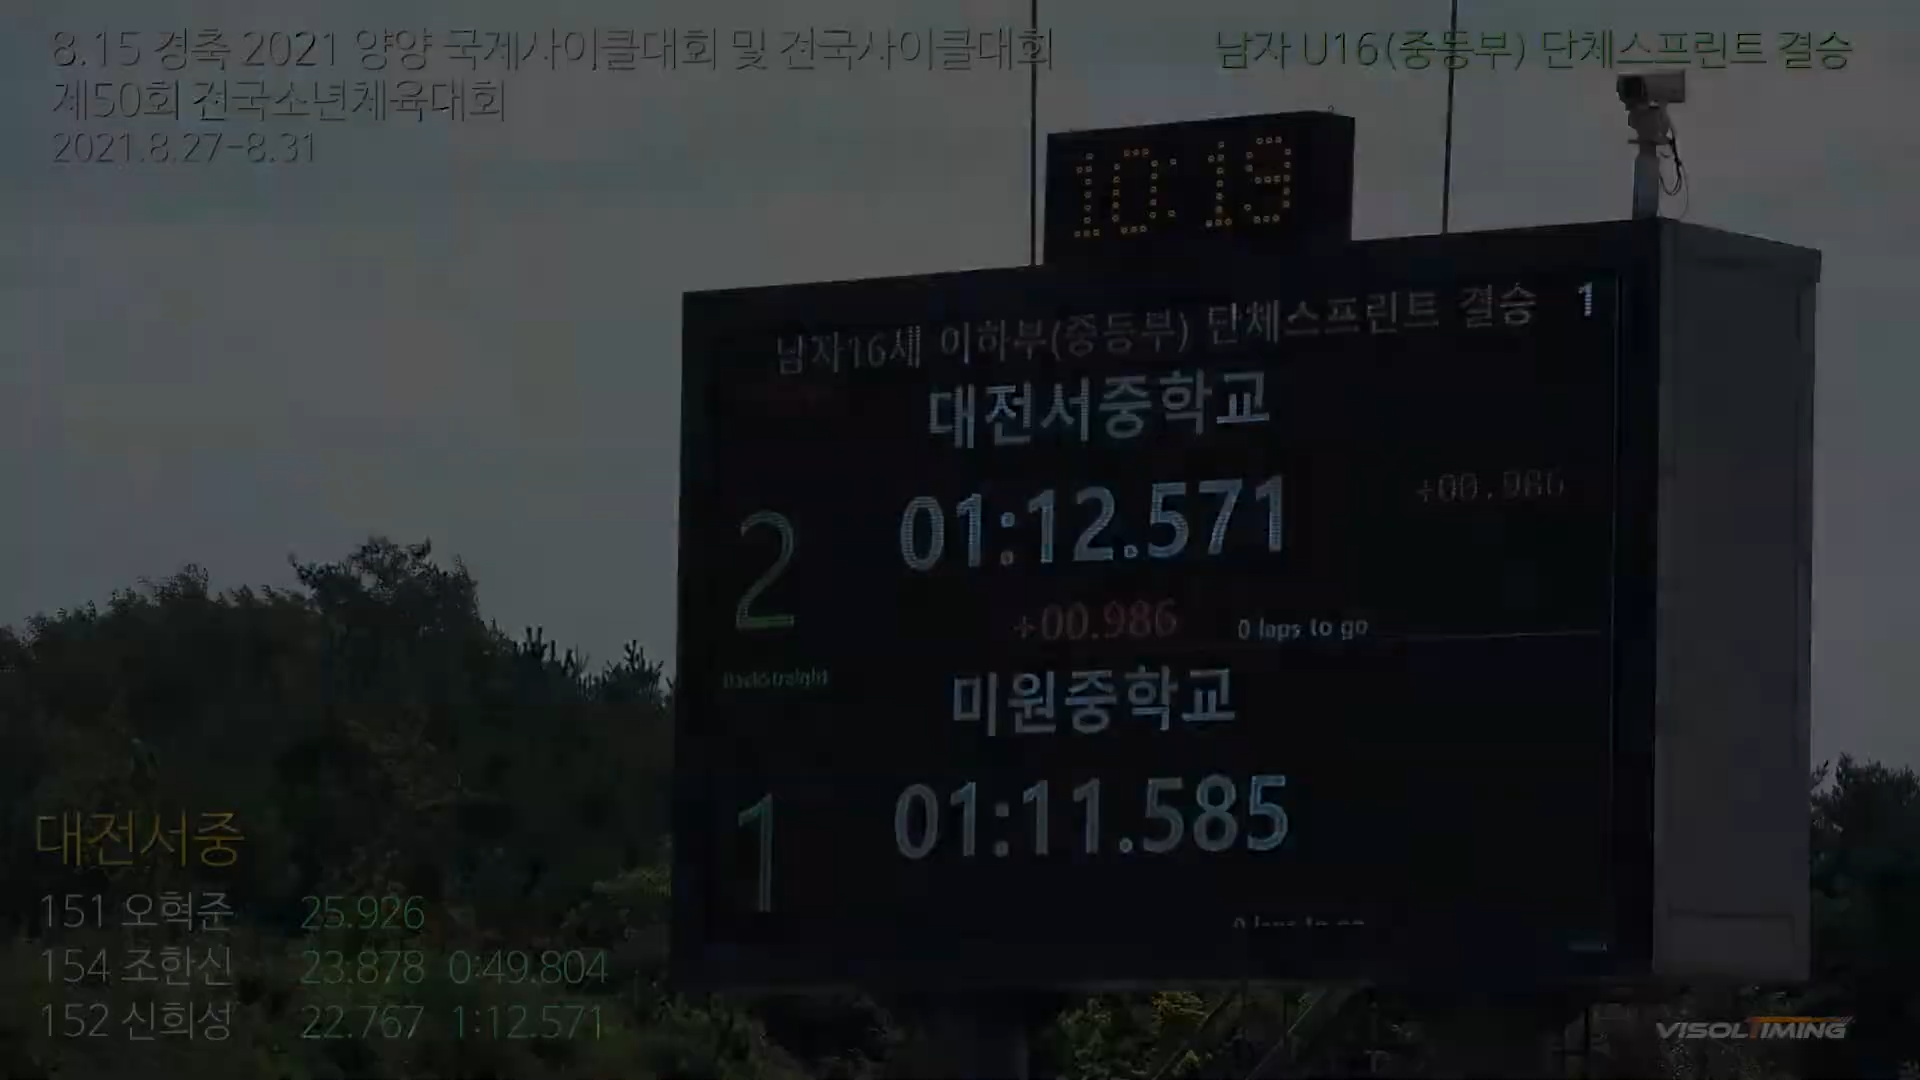 8.15 경축 2021 양양 국제사이클대회 및 전국사이클대회
제50회 전국소년체육대회
2021.8.27-8.31
남자 U16(중등부) 단체스프린트 결승
10:19
남자16세 이하부(중등부) 단체스프린트 결승 1
대전서중학교
2 01:12.571 +00.986
+00.986 0 laps to go
backstraight
미원중학교
1 01:11.585
0 laps to go
대전서중
151 오혁준 25.926
154 조한신 23.878 0:49.804
152 신희성 22.767 1:12.571
VISOLTIMING